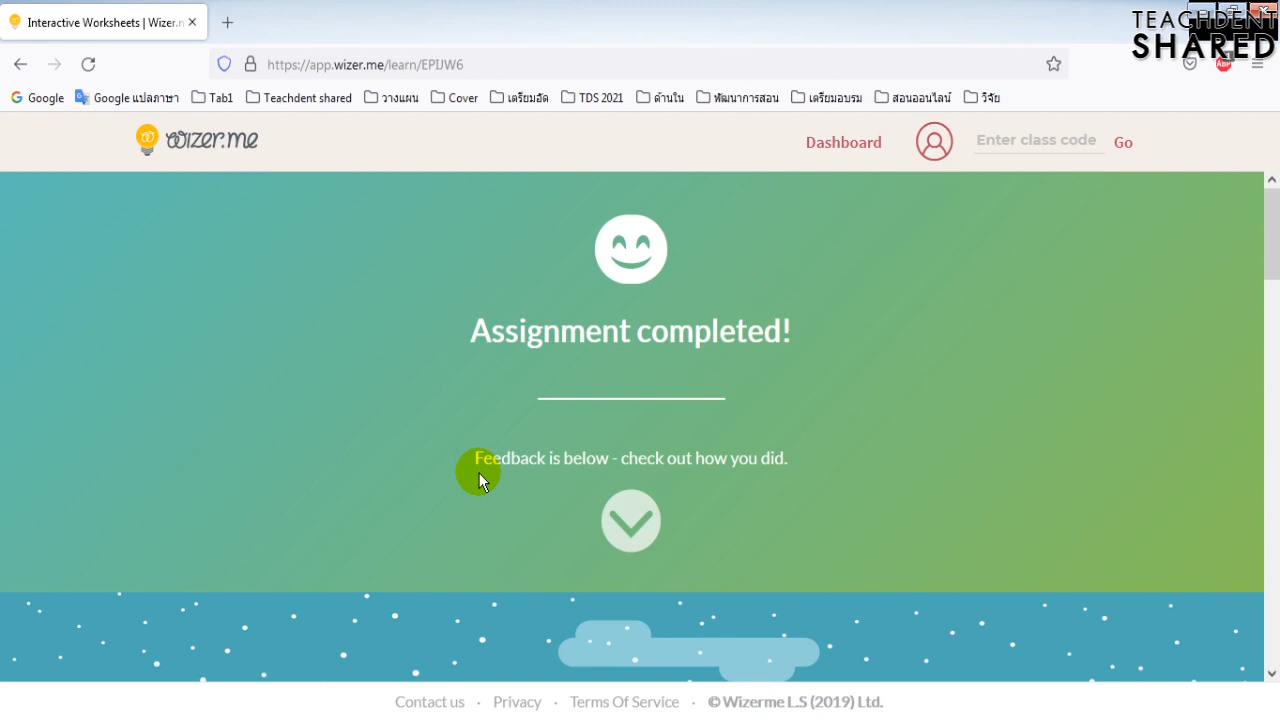 Interactive Worksheets | Wizer.m
TEACHDENT
SHARED
https://app.wizer.me/learn/EPIJW6
ABP
Google
Google แปลภาษา
Tab1
Teachdent shared
วางแผน
Cover
เตรียมอัด
TDS 2021
ด้านใน
พัฒนาการสอน
เตรียมอบรม
สอนออนไลน์
วิจัย
wizer.me
Dashboard
Enter class code
Go
Assignment completed!
Feedback is below - check out how you did.
Contact us · Privacy · Terms Of Service · © Wizerme L.S (2019) Ltd.